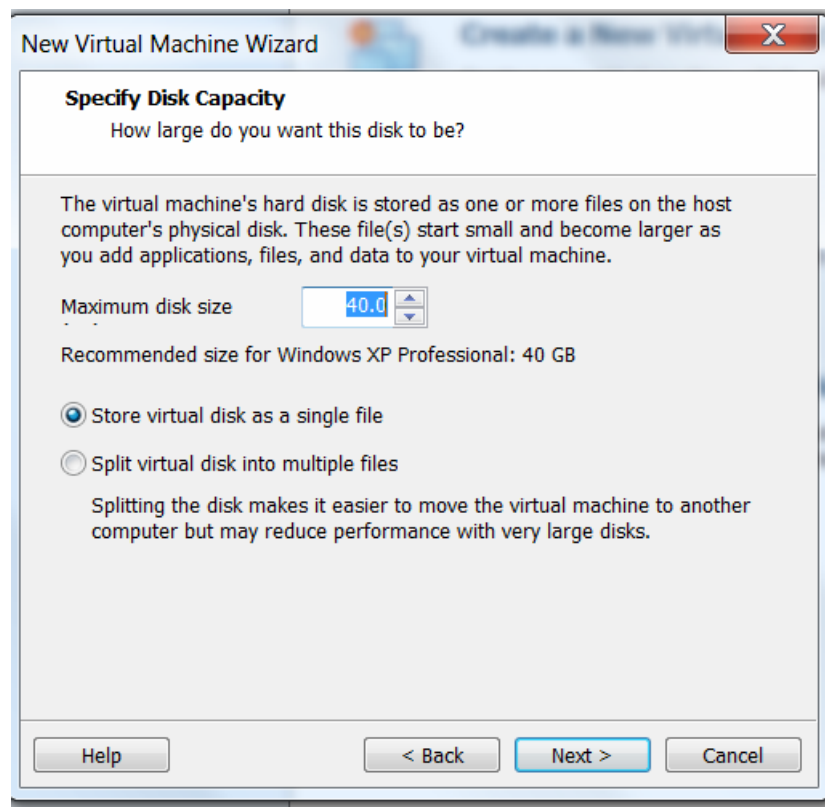 New Virtual Machine Wizard
Create a New Virt
X
Specify Disk Capacity
How large do you want this disk to be?
The virtual machine's hard disk is stored as one or more files on the host
computer's physical disk. These file(s) start small and become larger as
you add applications, files, and data to your virtual machine.
Maximum disk size
40.0
Recommended size for Windows XP Professional: 40 GB
Store virtual disk as a single file
Split virtual disk into multiple files
Splitting the disk makes it easier to move the virtual machine to another
computer but may reduce performance with very large disks.
Help
< Back
Next >
Cancel